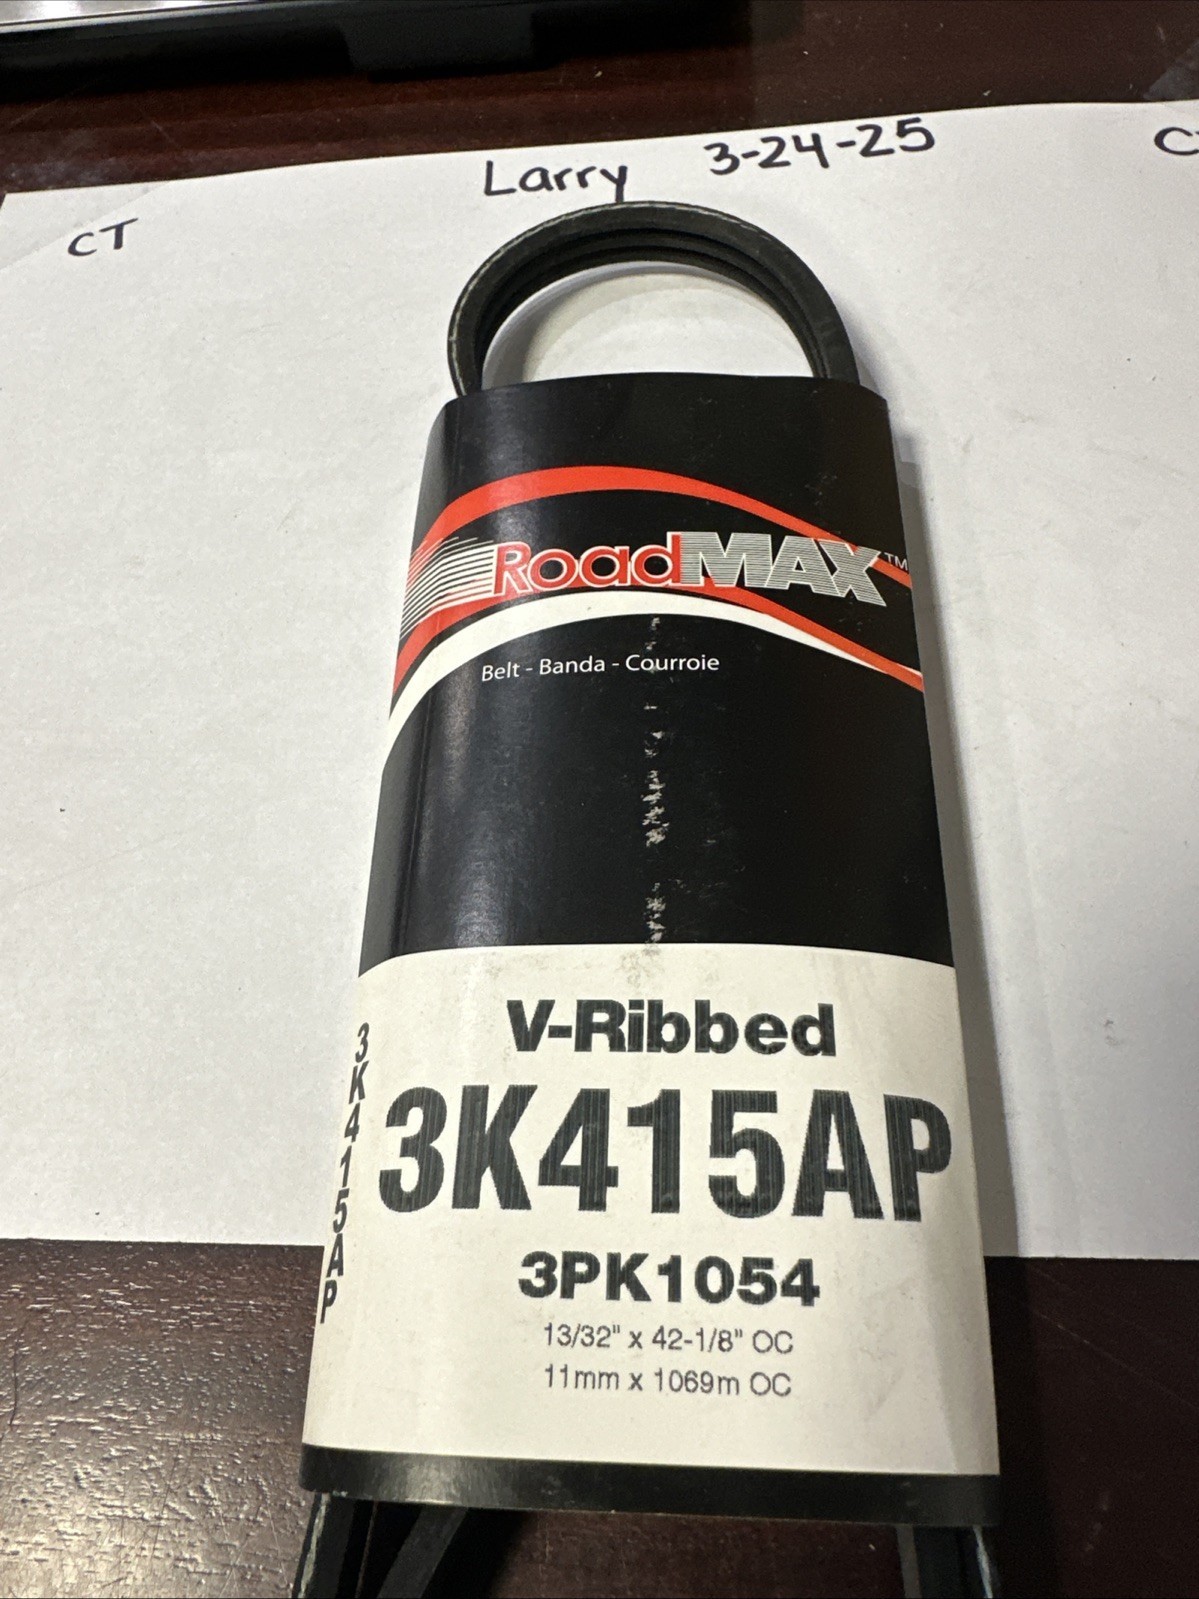 Larry 3-24-25
CT
RoadMAX™
Belt - Banda - Courroie
V-Ribbed
3K415AP
3K415AP
3PK1054
13/32" x 42-1/8" OC
11mm x 1069m OC